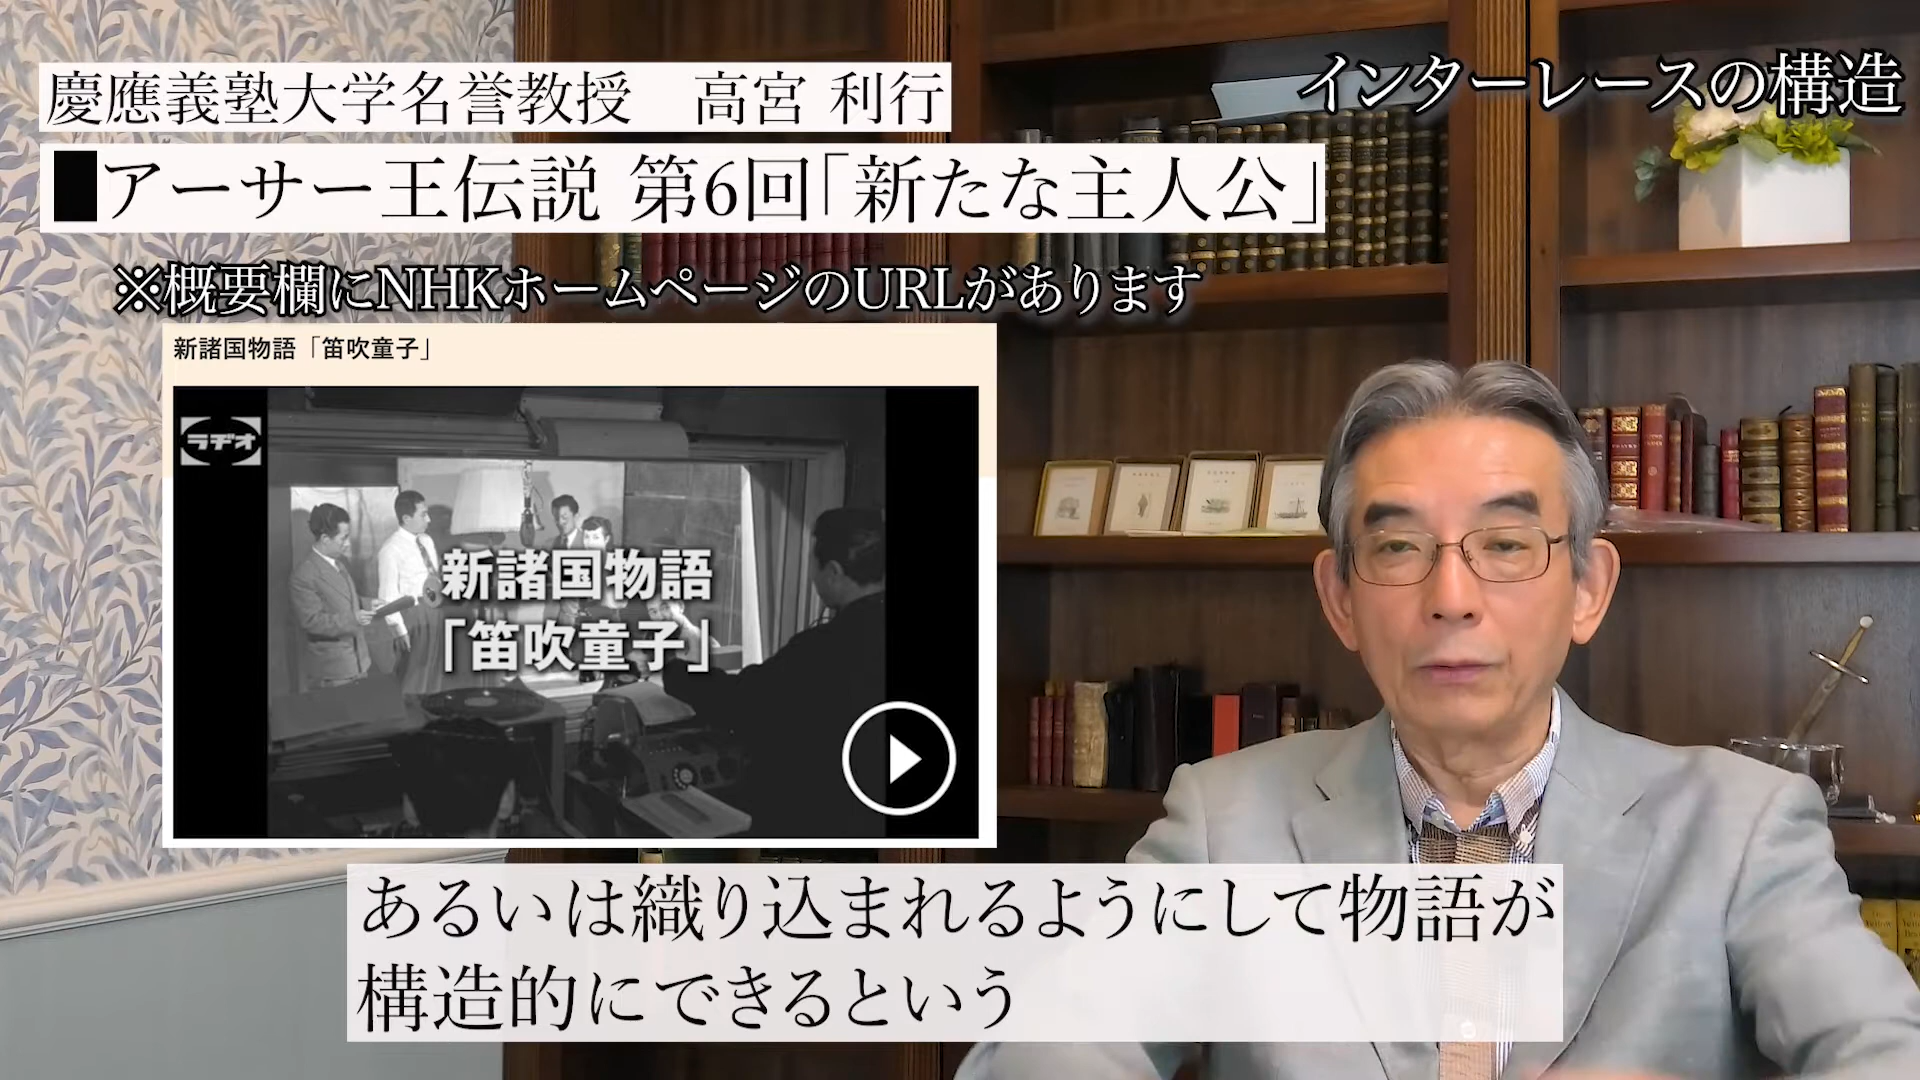 慶應義塾大学名誉教授　高宮 利行
インターレースの構造
■アーサー王伝説 第6回「新たな主人公」
※概要欄にNHKホームページのURLがあります
新諸国物語「笛吹童子」
ラヂオ
新諸国物語
「笛吹童子」
あるいは織り込まれるようにして物語が
構造的にできるという